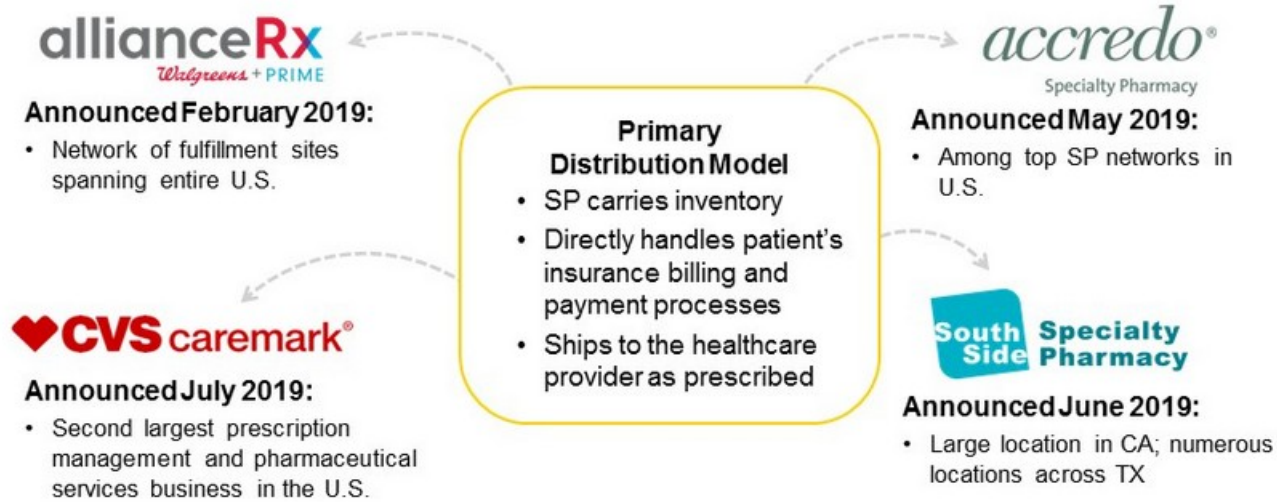 allianceRx
Walgreens + PRIME
Announced February 2019:
• Network of fulfillment sites
spanning entire U.S.
accredo®
Specialty Pharmacy
Announced May 2019:
• Among top SP networks in
U.S.
Primary
Distribution Model
• SP carries inventory
• Directly handles patient's
insurance billing and
payment processes
• Ships to the healthcare
provider as prescribed
CVS caremark®
Announced July 2019:
• Second largest prescription
management and pharmaceutical
services business in the U.S.
South
Side
Specialty
Pharmacy
Announced June 2019:
• Large location in CA; numerous
locations across TX